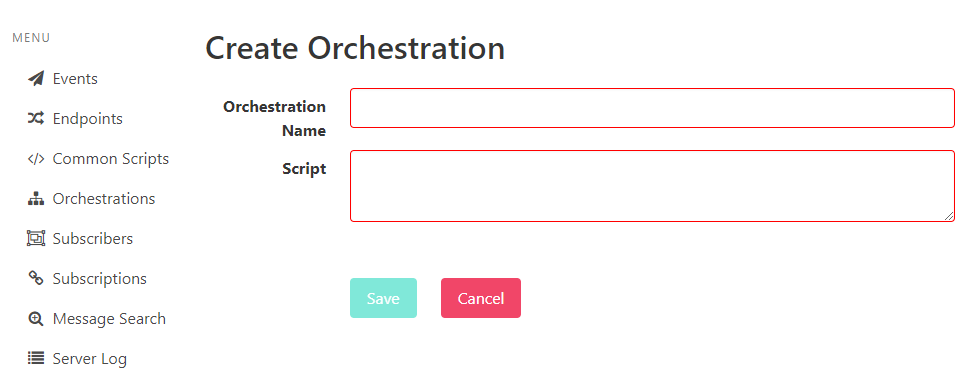 MENU
Events
Endpoints
Common Scripts
Orchestrations
Subscribers
Subscriptions
Message Search
Server Log
Create Orchestration
Orchestration
Name
Script
Save
Cancel